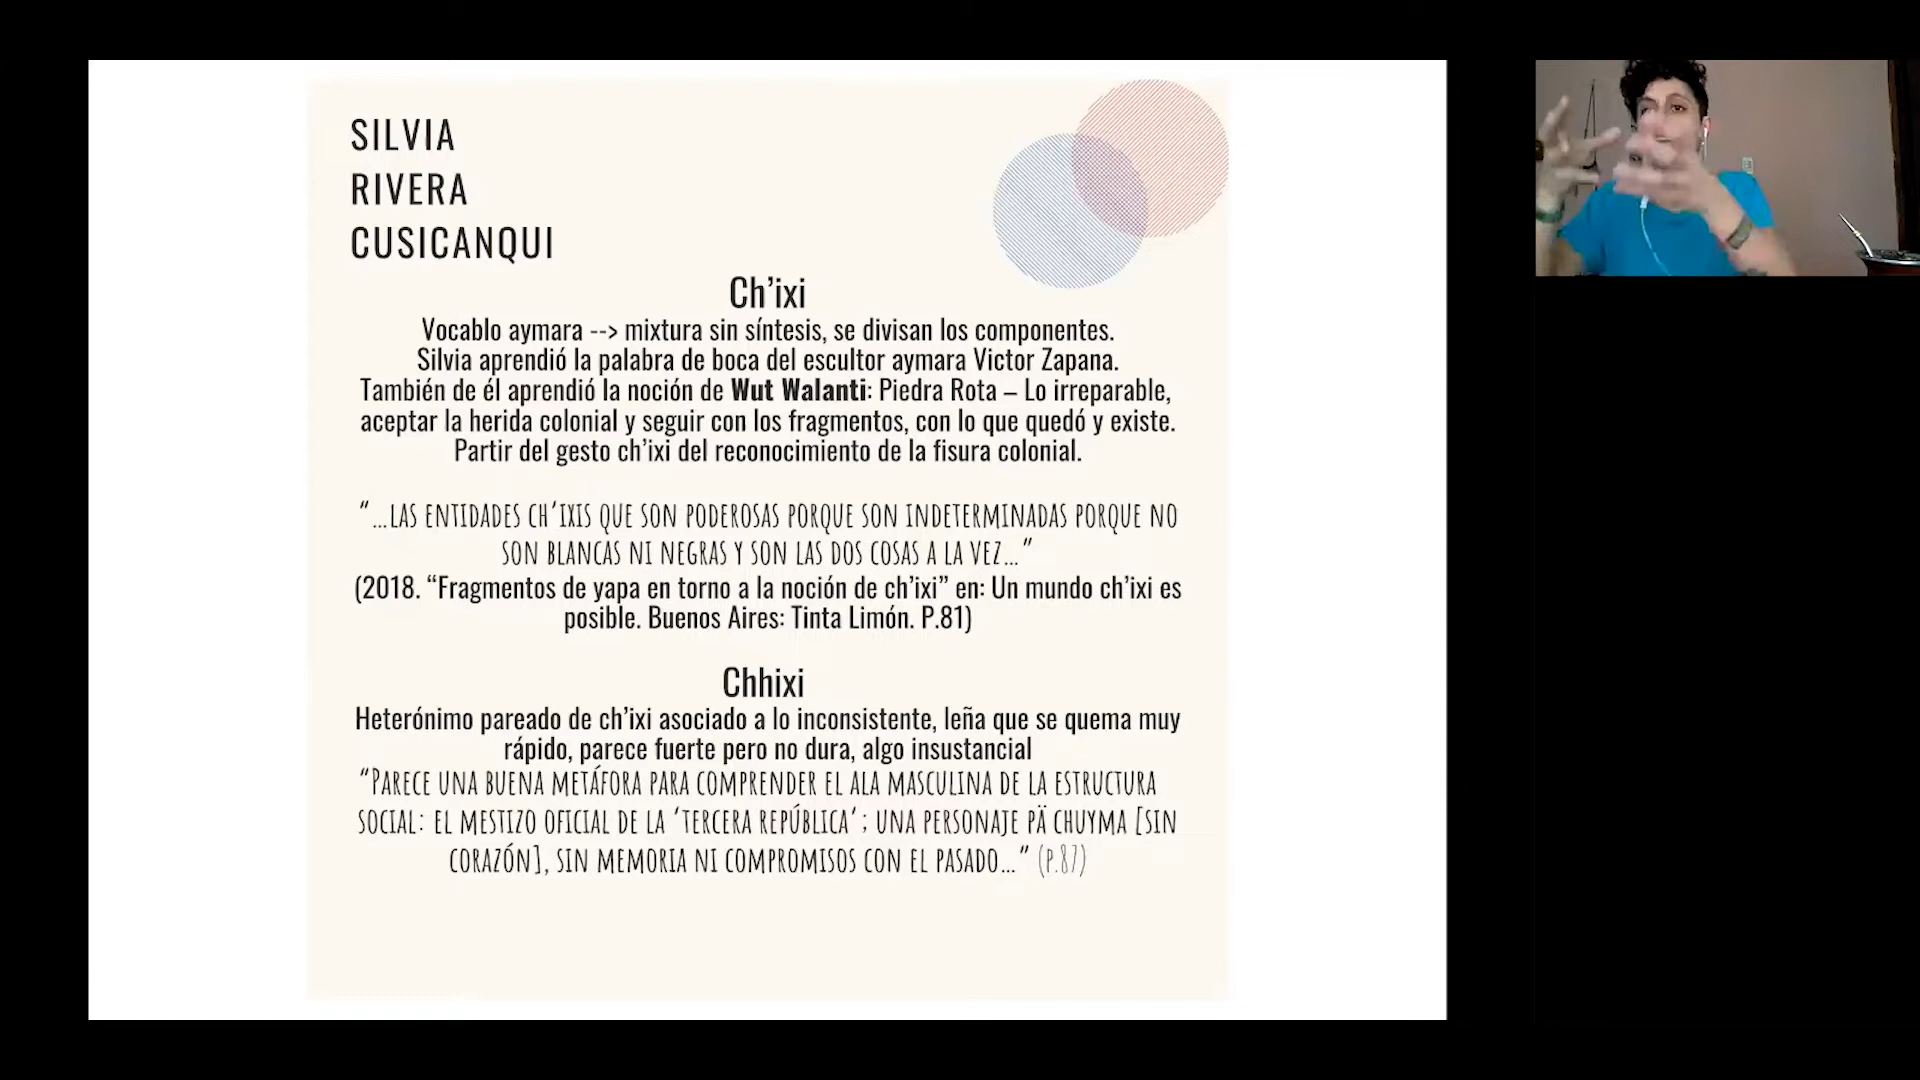 SILVIA
RIVERA
CUSICANQUI
Ch’ixi
Vocablo aymara --> mixtura sin síntesis, se divisan los componentes.
Silvia aprendió la palabra de boca del escultor aymara Victor Zapana.
También de él aprendió la noción de Wut Walanti: Piedra Rota – Lo irreparable,
aceptar la herida colonial y seguir con los fragmentos, con lo que quedó y existe.
Partir del gesto ch’ixi del reconocimiento de la fisura colonial.
“...LAS ENTIDADES CH’IXIS QUE SON PODEROSAS PORQUE SON INDETERMINADAS PORQUE NO
SON BLANCAS NI NEGRAS Y SON LAS DOS COSAS A LA VEZ...”
(2018. “Fragmentos de yapa en torno a la noción de ch’ixi” en: Un mundo ch’ixi es
posible. Buenos Aires: Tinta Limón. P.81)
Chhixi
Heterónimo pareado de ch’ixi asociado a lo inconsistente, leña que se quema muy
rápido, parece fuerte pero no dura, algo insustancial
“PARECE UNA BUENA METÁFORA PARA COMPRENDER EL ALA MASCULINA DE LA ESTRUCTURA
SOCIAL: EL MESTIZO OFICIAL DE LA ‘TERCERA REPÚBLICA’; UNA PERSONAJE PÄ CHUYMA [SIN
CORAZÓN], SIN MEMORIA NI COMPROMISOS CON EL PASADO...” (P.87)